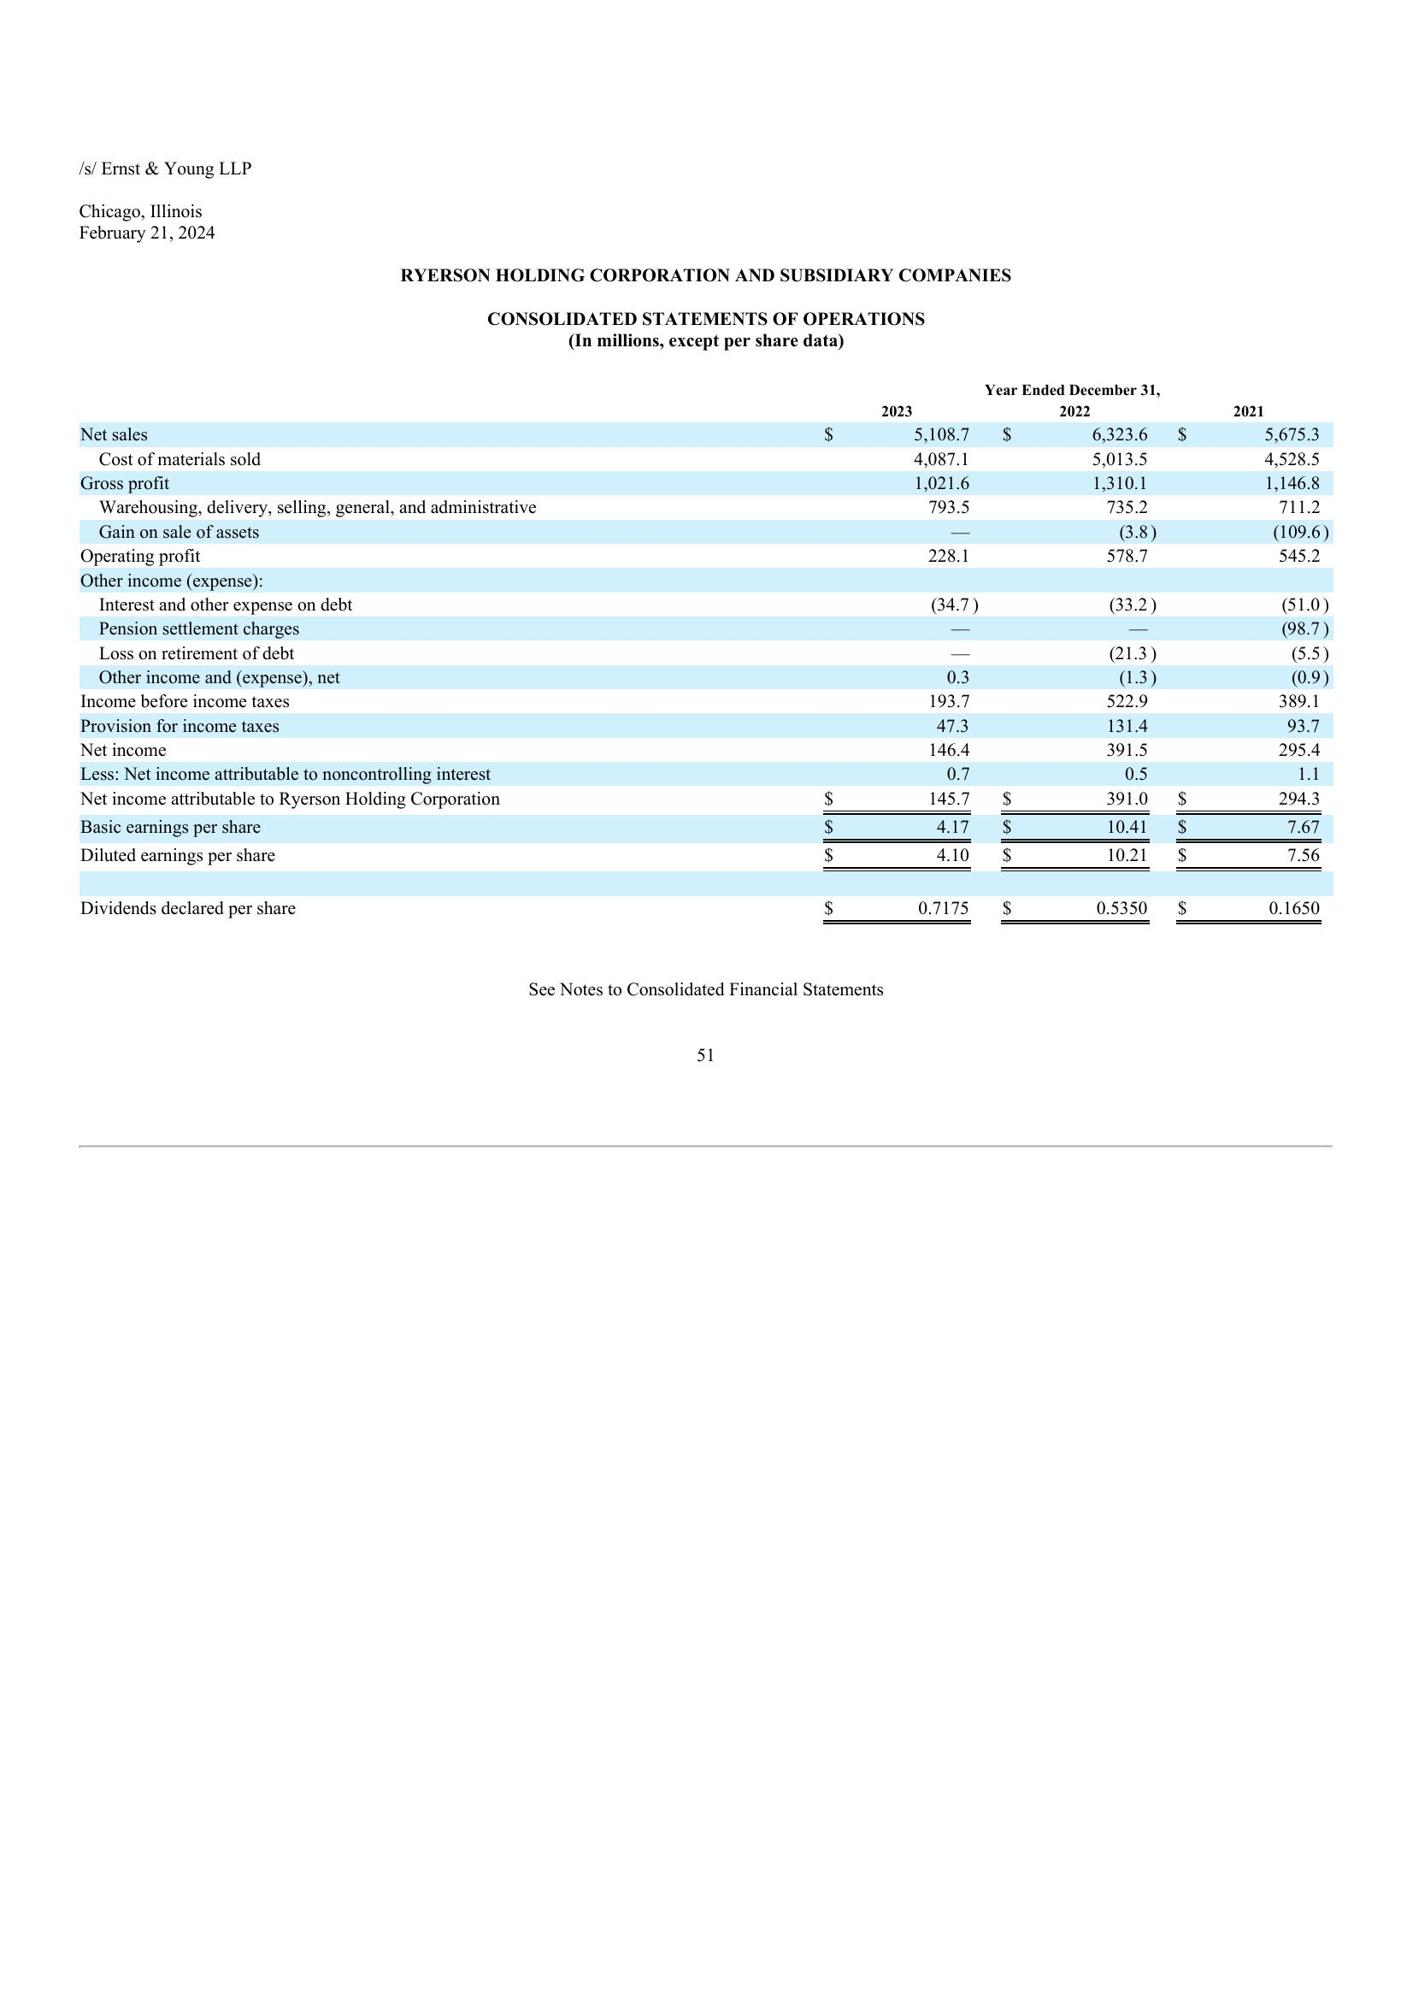 /s/ Ernst & Young LLP
Chicago, Illinois
February 21, 2024
RYERSON HOLDING CORPORATION AND SUBSIDIARY COMPANIES
CONSOLIDATED STATEMENTS OF OPERATIONS
(In millions, except per share data)
Year Ended December 31,
2023 2022 2021
Net sales $ 5,108.7 $ 6,323.6 $ 5,675.3
Cost of materials sold 4,087.1 5,013.5 4,528.5
Gross profit 1,021.6 1,310.1 1,146.8
Warehousing, delivery, selling, general, and administrative 793.5 735.2 711.2
Gain on sale of assets — (3.8) (109.6)
Operating profit 228.1 578.7 545.2
Other income (expense):
Interest and other expense on debt (34.7) (33.2) (51.0)
Pension settlement charges — — (98.7)
Loss on retirement of debt — (21.3) (5.5)
Other income and (expense), net 0.3 (1.3) (0.9)
Income before income taxes 193.7 522.9 389.1
Provision for income taxes 47.3 131.4 93.7
Net income 146.4 391.5 295.4
Less: Net income attributable to noncontrolling interest 0.7 0.5 1.1
Net income attributable to Ryerson Holding Corporation $ 145.7 $ 391.0 $ 294.3
Basic earnings per share $ 4.17 $ 10.41 $ 7.67
Diluted earnings per share $ 4.10 $ 10.21 $ 7.56
Dividends declared per share $ 0.7175 $ 0.5350 $ 0.1650
See Notes to Consolidated Financial Statements
51